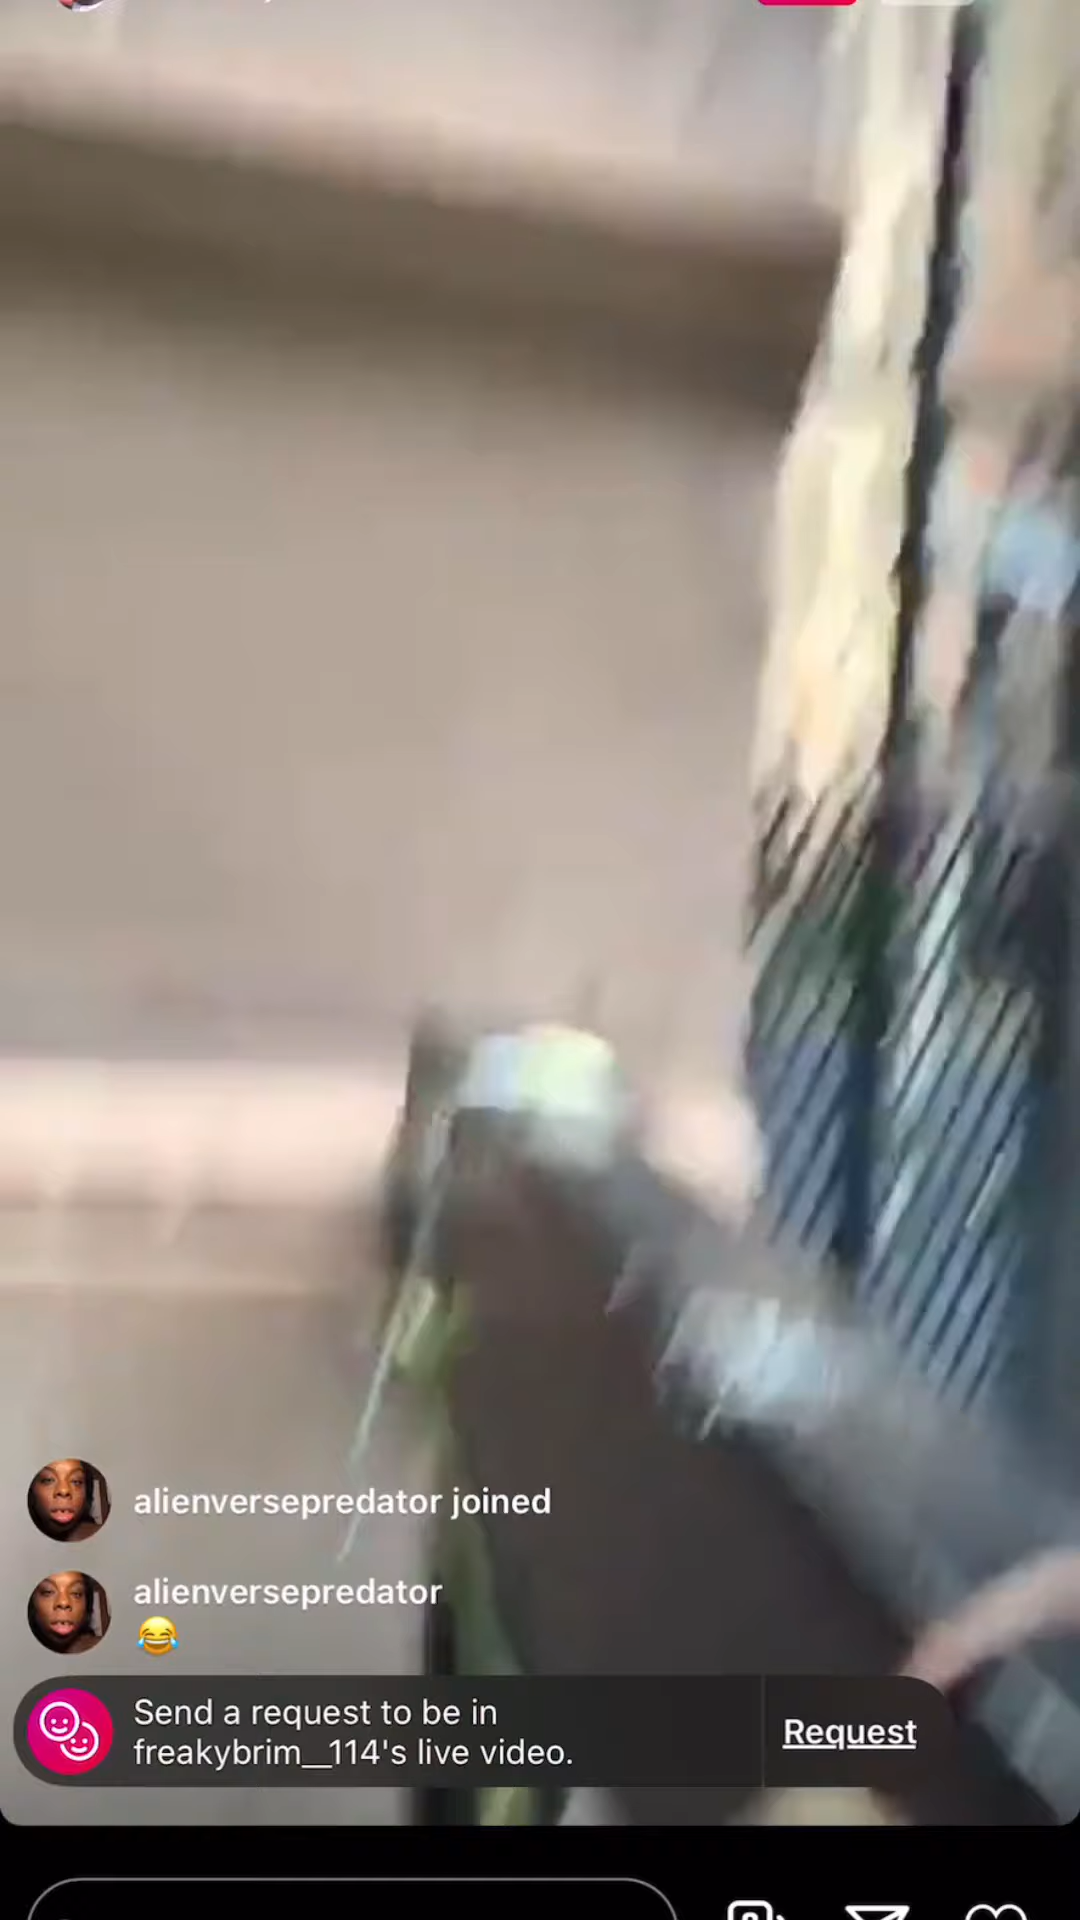 alienversepredator joined
alienversepredator
😂
Send a request to be in
freakybrim__114's live video.
Request